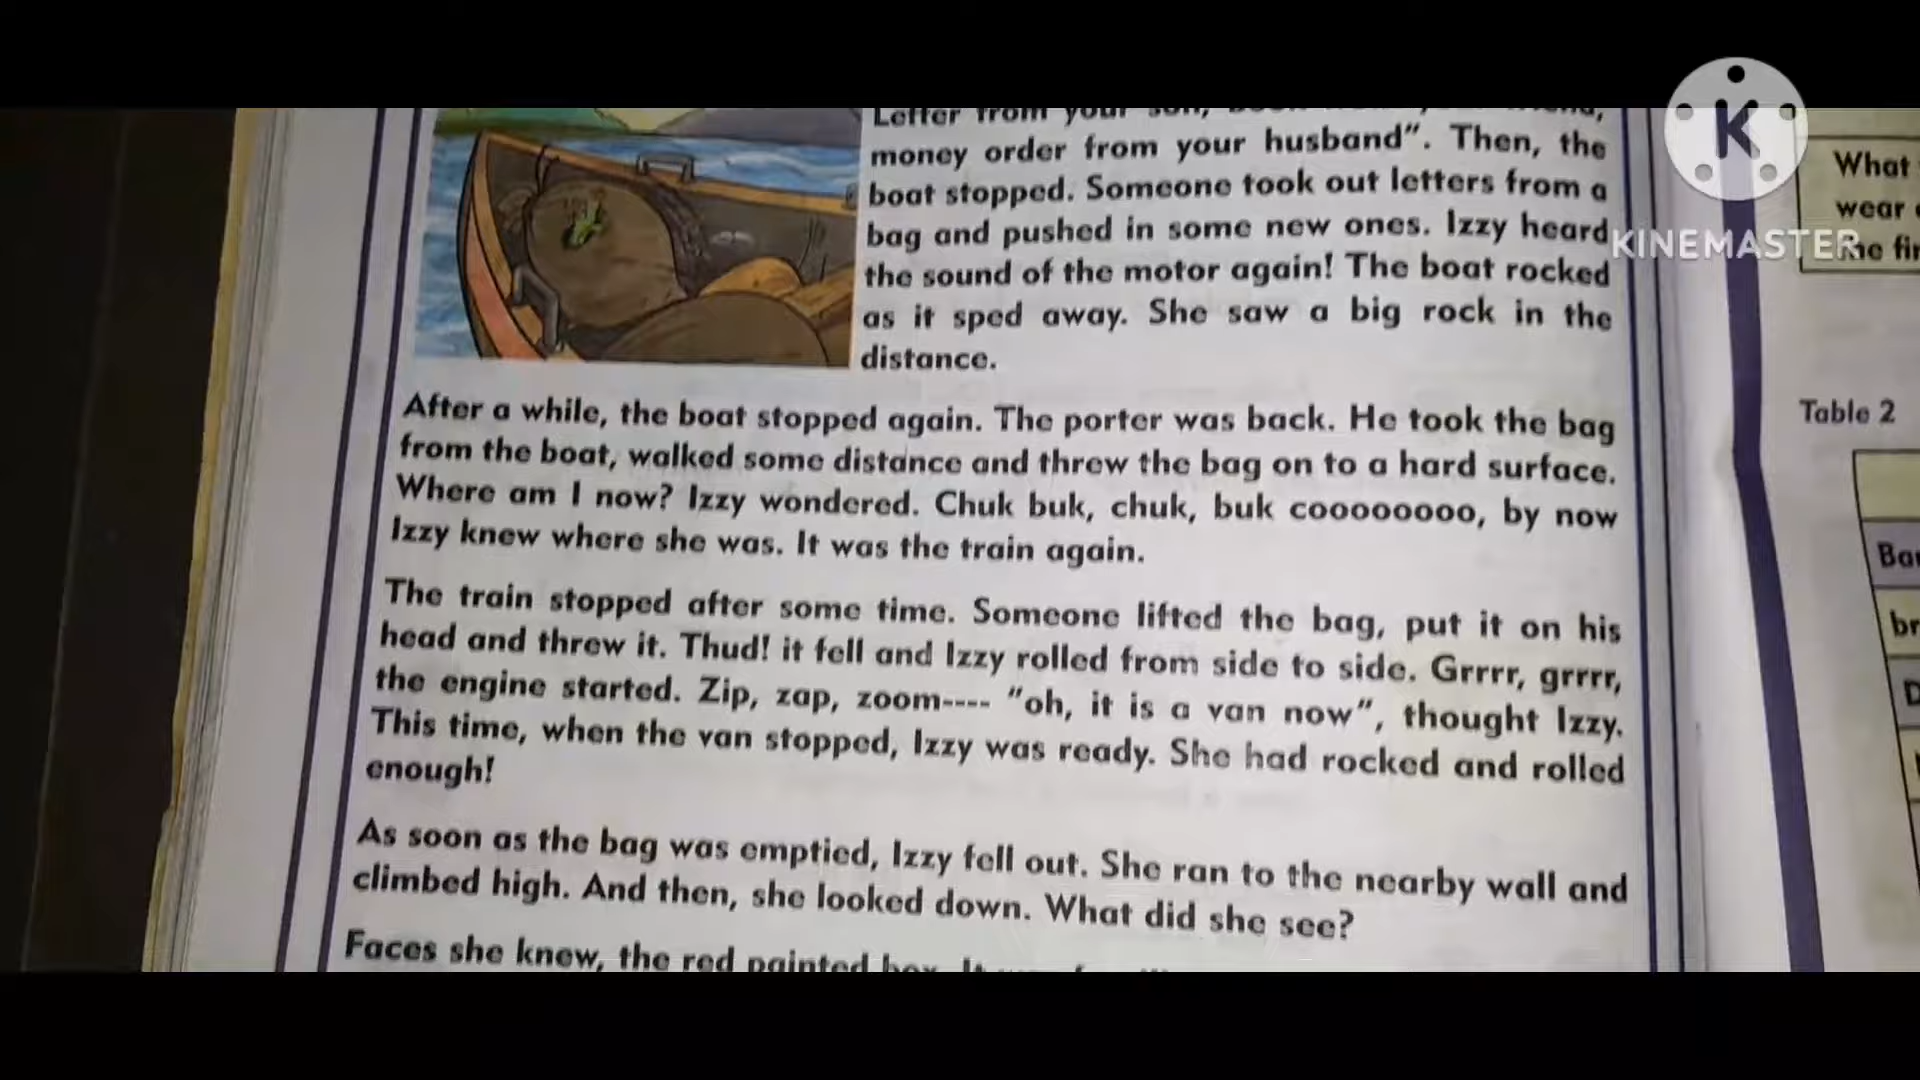 Letter from your son,
money order from your husband". Then, the
boat stopped. Someone took out letters from a
bag and pushed in some new ones. Izzy heard
the sound of the motor again! The boat rocked
as it sped away. She saw a big rock in the
distance.
After a while, the boat stopped again. The porter was back. He took the bag
from the boat, walked some distance and threw the bag on to a hard surface.
Where am I now? Izzy wondered. Chuk buk, chuk, buk coooooooo, by now
Izzy knew where she was. It was the train again.
The train stopped after some time. Someone lifted the bag, put it on his
head and threw it. Thud! it fell and Izzy rolled from side to side. Grrrr, grrrr,
the engine started. Zip, zap, zoom---- "oh, it is a van now", thought Izzy.
This time, when the van stopped, Izzy was ready. She had rocked and rolled
enough!
As soon as the bag was emptied, Izzy fell out. She ran to the nearby wall and
climbed high. And then, she looked down. What did she see?
Faces she knew, the red painted box.
K
KINEMASTER
What
wear
Table 2